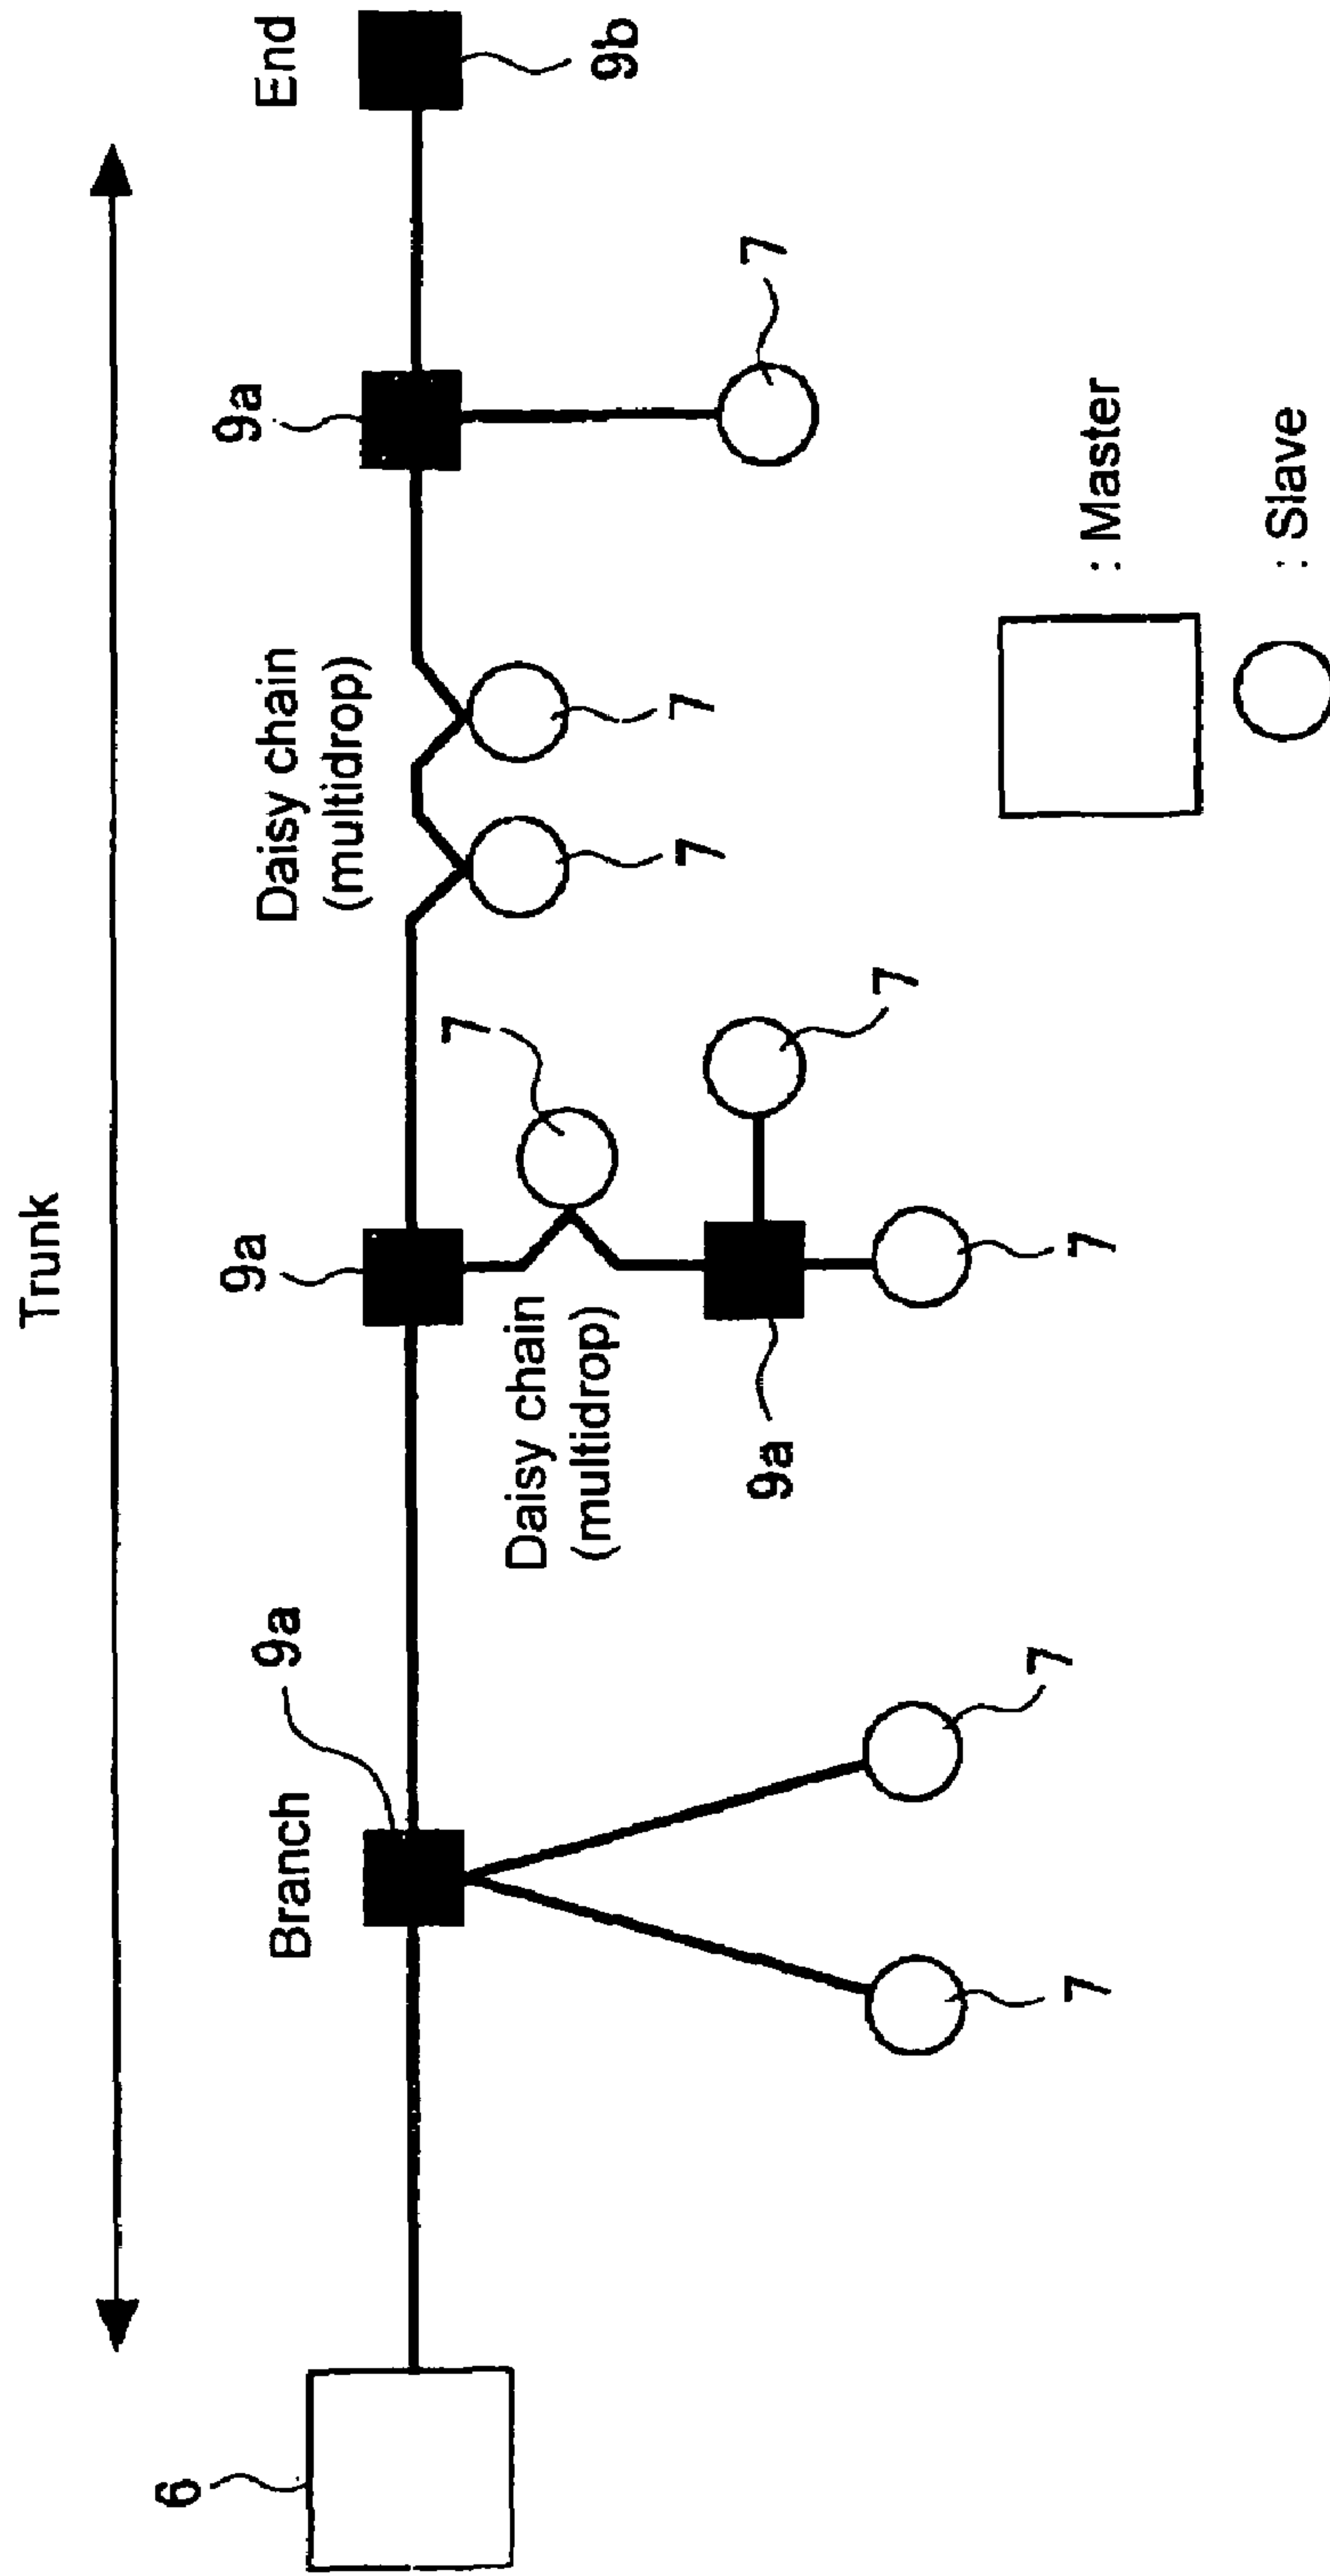 Trunk
6
Branch
9a
9a
Daisy chain
(multidrop)
9a
End
9b
7
7
Daisy chain
(multidrop)
7
9a
7
7
7
7
7
: Master
: Slave